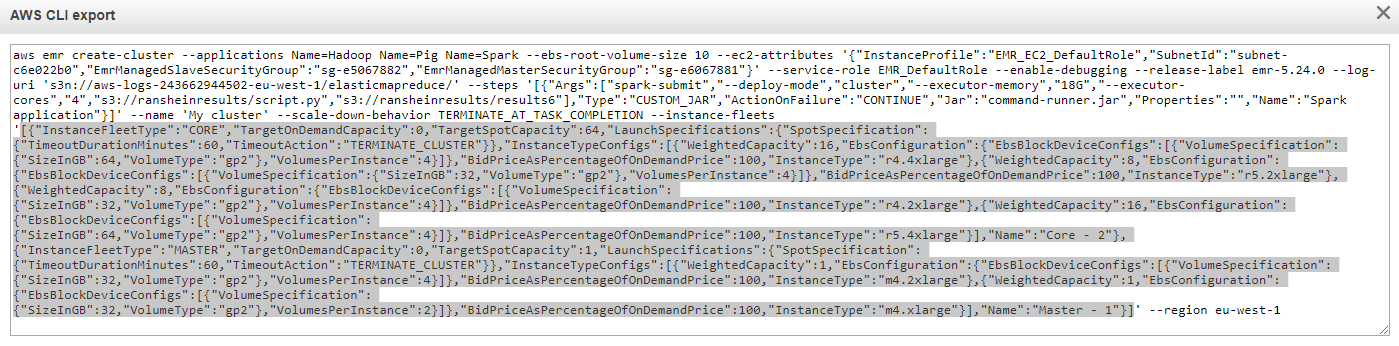 AWS CLI export
aws emr create-cluster --applications Name=Hadoop Name=Pig Name=Spark --ebs-root-volume-size 10 --ec2-attributes '{"InstanceProfile":"EMR_EC2_DefaultRole","SubnetId":"subnet-
c6e022b0","EmrManagedSlaveSecurityGroup":"sg-e5067882","EmrManagedMasterSecurityGroup":"sg-e6067881"}' --service-role EMR_DefaultRole --enable-debugging --release-label emr-5.24.0 --log-
uri 's3n://aws-logs-243662944502-eu-west-1/elasticmapreduce/' --steps '[{"Args":["spark-submit","--deploy-mode","cluster","--executor-memory","18G","--executor-
cores","4","s3://ransheinresults/script.py","s3://ransheinresults/results6"],"Type":"CUSTOM_JAR","ActionOnFailure":"CONTINUE","Jar":"command-runner.jar","Properties":"","Name":"Spark
application"}]' --name 'My cluster' --scale-down-behavior TERMINATE_AT_TASK_COMPLETION --instance-fleets
'[{"InstanceFleetType":"CORE","TargetOnDemandCapacity":0,"TargetSpotCapacity":64,"LaunchSpecifications":{"SpotSpecification":
{"TimeoutDurationMinutes":60,"TimeoutAction":"TERMINATE_CLUSTER"}},"InstanceTypeConfigs":[{"WeightedCapacity":16,"EbsConfiguration":{"EbsBlockDeviceConfigs":[{"VolumeSpecification":
{"SizeInGB":64,"VolumeType":"gp2"},"VolumesPerInstance":4}]},"BidPriceAsPercentageOfOnDemandPrice":100,"InstanceType":"r4.4xlarge"},{"WeightedCapacity":8,"EbsConfiguration":
{"EbsBlockDeviceConfigs":[{"VolumeSpecification":{"SizeInGB":32,"VolumeType":"gp2"},"VolumesPerInstance":4}]},"BidPriceAsPercentageOfOnDemandPrice":100,"InstanceType":"r5.2xlarge"},
{"WeightedCapacity":8,"EbsConfiguration":{"EbsBlockDeviceConfigs":[{"VolumeSpecification":
{"SizeInGB":32,"VolumeType":"gp2"},"VolumesPerInstance":4}]},"BidPriceAsPercentageOfOnDemandPrice":100,"InstanceType":"r4.2xlarge"},{"WeightedCapacity":16,"EbsConfiguration":
{"EbsBlockDeviceConfigs":[{"VolumeSpecification":
{"SizeInGB":64,"VolumeType":"gp2"},"VolumesPerInstance":4}]},"BidPriceAsPercentageOfOnDemandPrice":100,"InstanceType":"r5.4xlarge"}],"Name":"Core - 2"},
{"InstanceFleetType":"MASTER","TargetOnDemandCapacity":0,"TargetSpotCapacity":1,"LaunchSpecifications":{"SpotSpecification":
{"TimeoutDurationMinutes":60,"TimeoutAction":"TERMINATE_CLUSTER"}},"InstanceTypeConfigs":[{"WeightedCapacity":1,"EbsConfiguration":{"EbsBlockDeviceConfigs":[{"VolumeSpecification":
{"SizeInGB":32,"VolumeType":"gp2"},"VolumesPerInstance":4}]},"BidPriceAsPercentageOfOnDemandPrice":100,"InstanceType":"m4.2xlarge"},{"WeightedCapacity":1,"EbsConfiguration":
{"EbsBlockDeviceConfigs":[{"VolumeSpecification":
{"SizeInGB":32,"VolumeType":"gp2"},"VolumesPerInstance":2}]},"BidPriceAsPercentageOfOnDemandPrice":100,"InstanceType":"m4.xlarge"}],"Name":"Master - 1"}]' --region eu-west-1